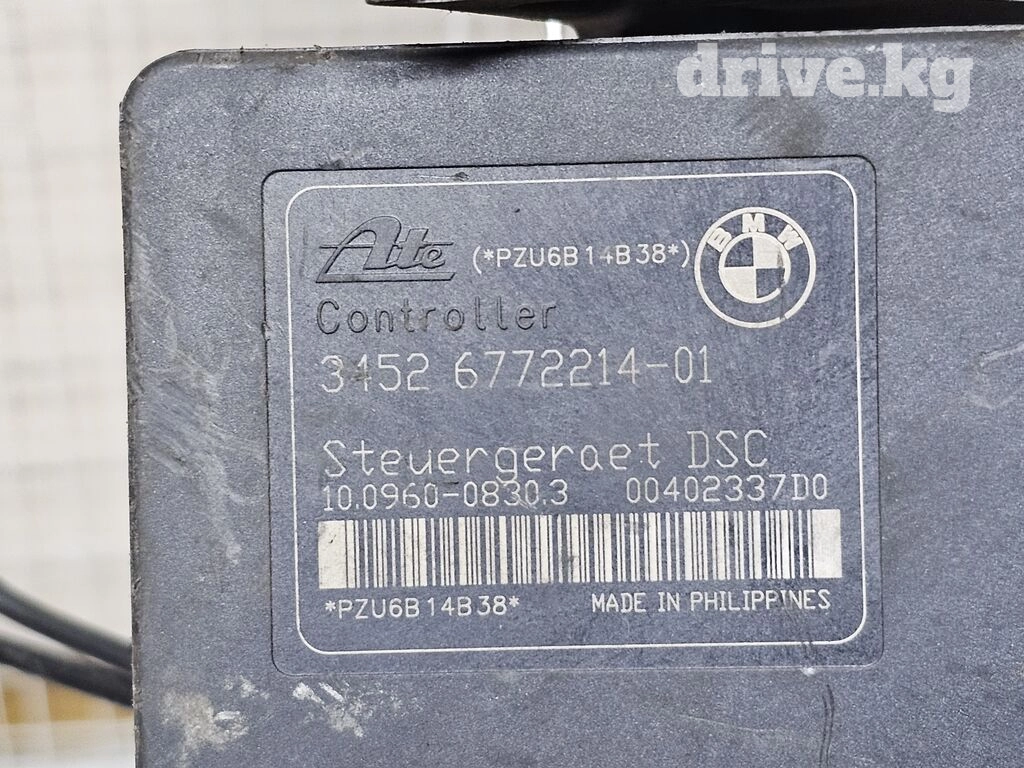 drive.kg
Ate (*PZU6B14B38*) BMW
Controller
3452 6772214-01
Steuergeraet DSC
10.0960-0830.3 00402337D0
*PZU6B14B38* MADE IN PHILIPPINES